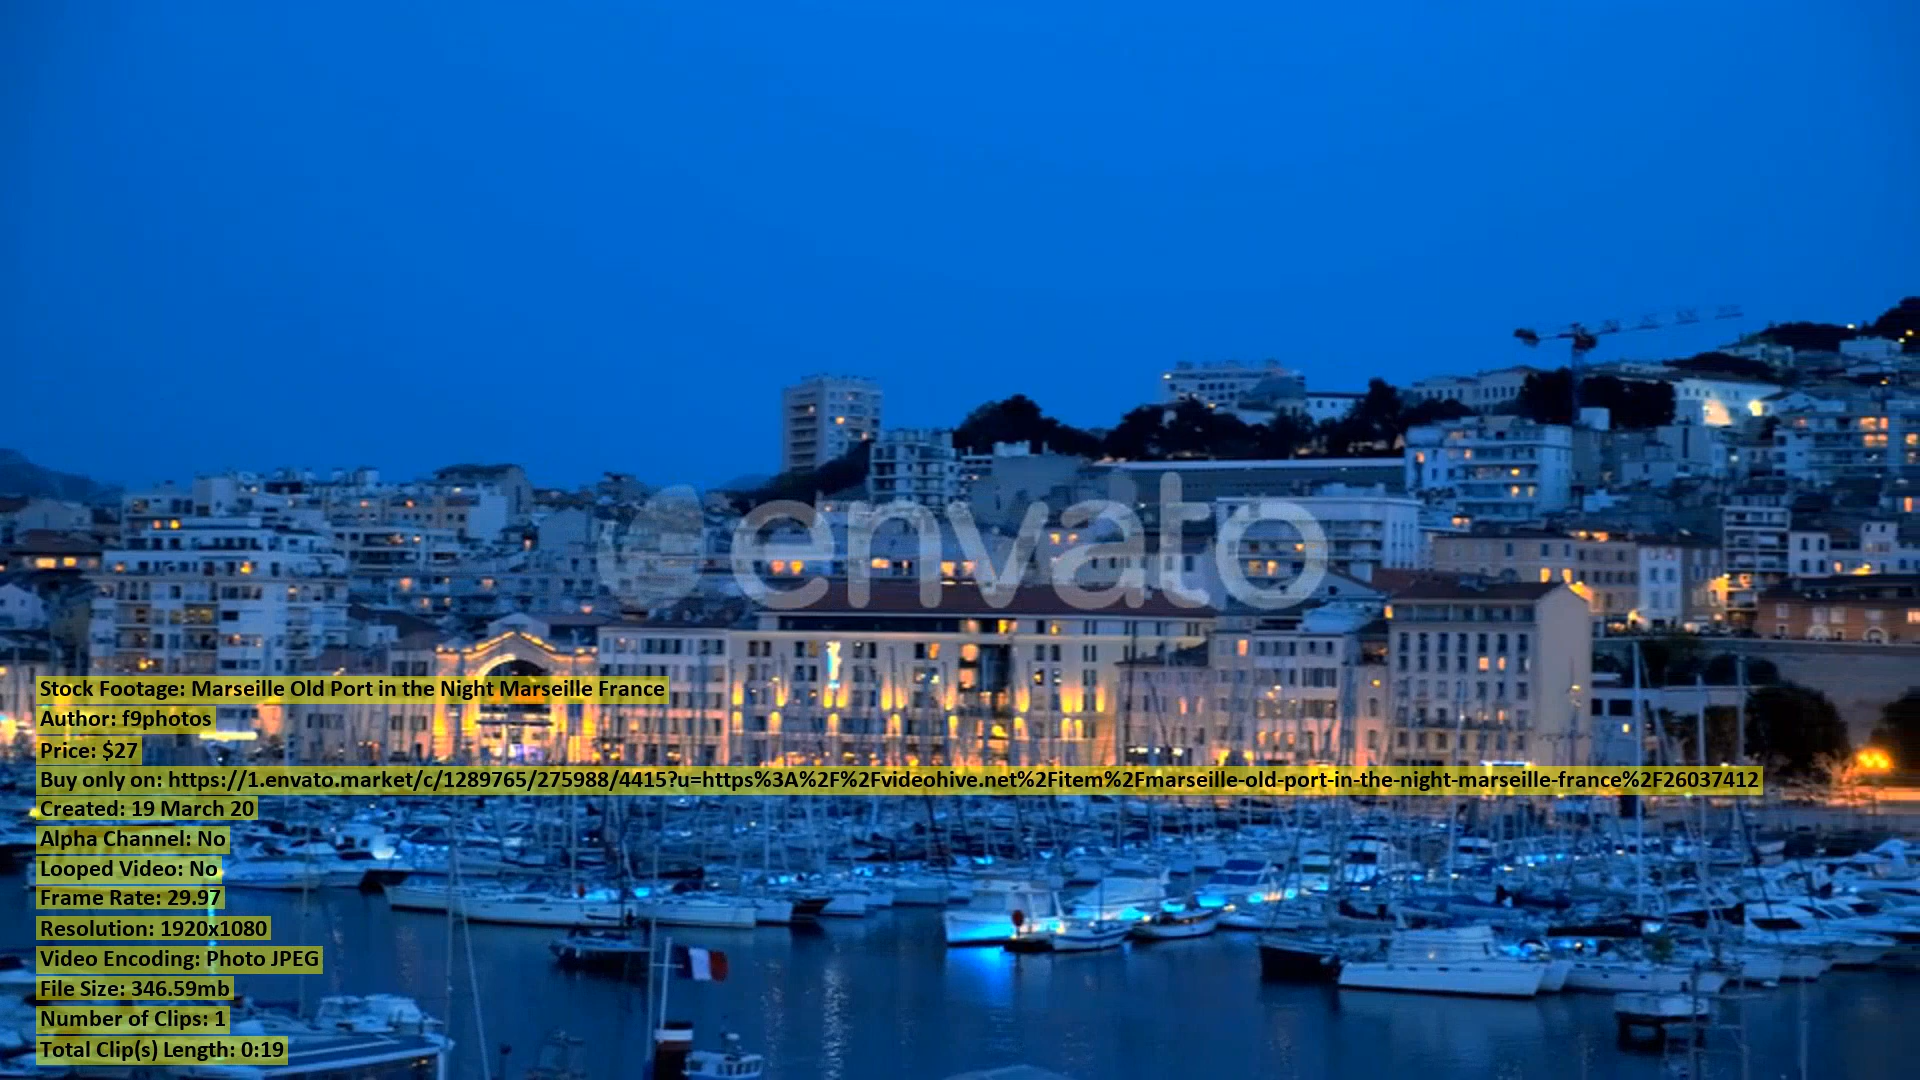 envato
Stock Footage: Marseille Old Port in the Night Marseille France
Author: f9photos
Price: $27
Buy only on: https://1.envato.market/c/1289765/275988/4415?u=https%3A%2F%2Fvideohive.net%2Fitem%2Fmarseille-old-port-in-the-night-marseille-france%2F26037412
Created: 19 March 20
Alpha Channel: No
Looped Video: No
Frame Rate: 29.97
Resolution: 1920x1080
Video Encoding: Photo JPEG
File Size: 346.59mb
Number of Clips: 1
Total Clip(s) Length: 0:19